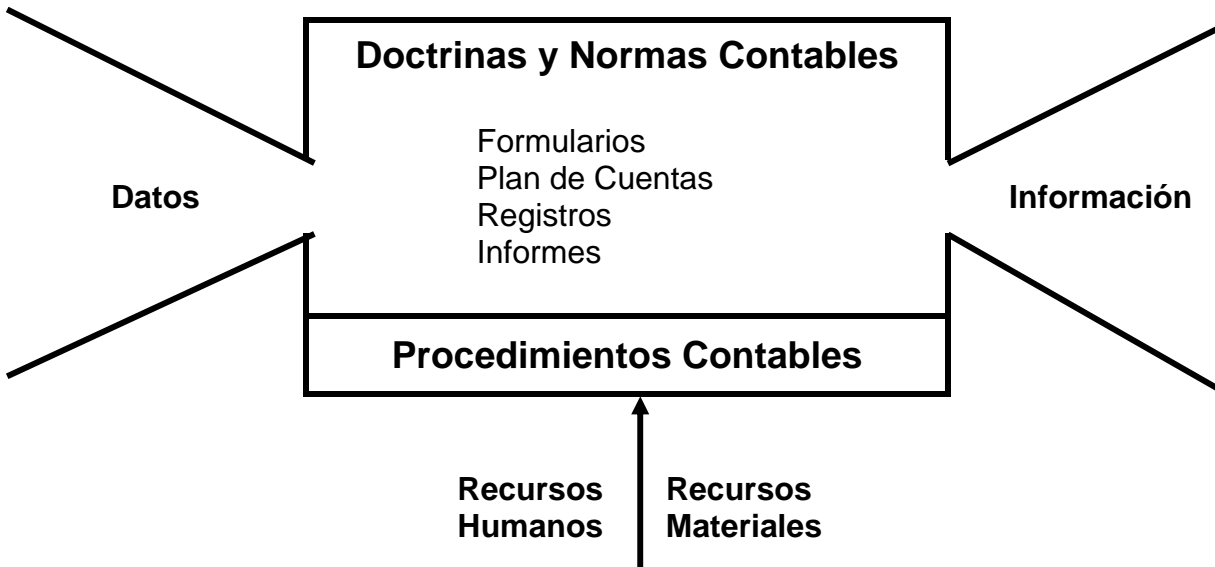 Doctrinas y Normas Contables
Formularios
Plan de Cuentas
Registros
Informes
Datos
Información
Procedimientos Contables
Recursos
Humanos
Recursos
Materiales